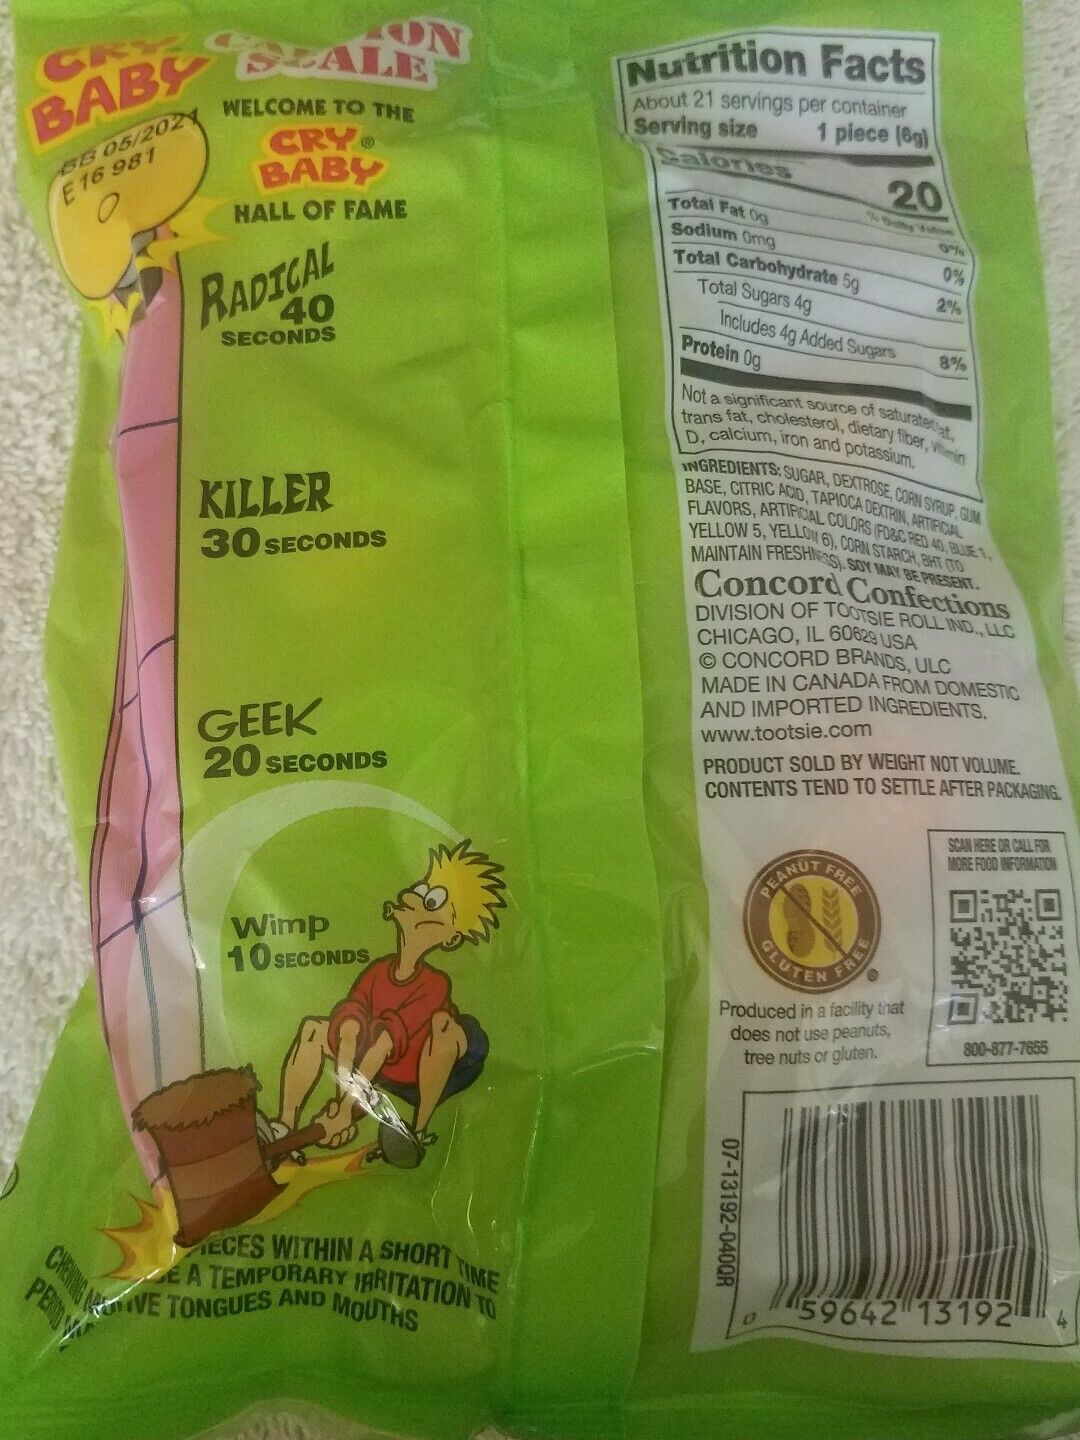 CRY
BABY
SCALE
BB 05/2021
E 16 981
WELCOME TO THE
CRY®
BABY
HALL OF FAME
RADICAL
40
SECONDS
KILLER
30 SECONDS
GEEK
20 SECONDS
Wimp
10 SECONDS
WITHIN A SHORT TIME
A TEMPORARY IRRITATION TO
TONGUES AND MOUTHS
CHEWING
PERIOD
Nutrition Facts
About 21 servings per container
Serving size 1 piece (6g)
Calories 20
% Daily Value
Total Fat 0g 0%
Sodium 0mg 0%
Total Carbohydrate 5g 2%
Total Sugars 4g
Includes 4g Added Sugars 8%
Protein 0g
Not a significant source of saturated fat,
trans fat, cholesterol, dietary fiber, vitamin
D, calcium, iron and potassium.
INGREDIENTS: SUGAR, DEXTROSE, CORN SYRUP, GUM
BASE, CITRIC ACID, TAPIOCA DEXTRIN, ARTIFICIAL
FLAVORS, ARTIFICIAL COLORS (FD&C RED 40, BLUE 1,
YELLOW 5, YELLOW 6), CORN STARCH, BHT (TO
MAINTAIN FRESHNESS). SOY MAY BE PRESENT.
Concord Confections
DIVISION OF TOOTSIE ROLL IND., LLC
CHICAGO, IL 60629 USA
© CONCORD BRANDS, ULC
MADE IN CANADA FROM DOMESTIC
AND IMPORTED INGREDIENTS.
www.tootsie.com
PRODUCT SOLD BY WEIGHT NOT VOLUME.
CONTENTS TEND TO SETTLE AFTER PACKAGING.
PEANUT FREE
GLUTEN FREE
Produced in a facility that
does not use peanuts,
tree nuts or gluten.
SCAN HERE OR CALL FOR
MORE FOOD INFORMATION
800-877-7655
07-13192-040QR
0 59642 13192 4